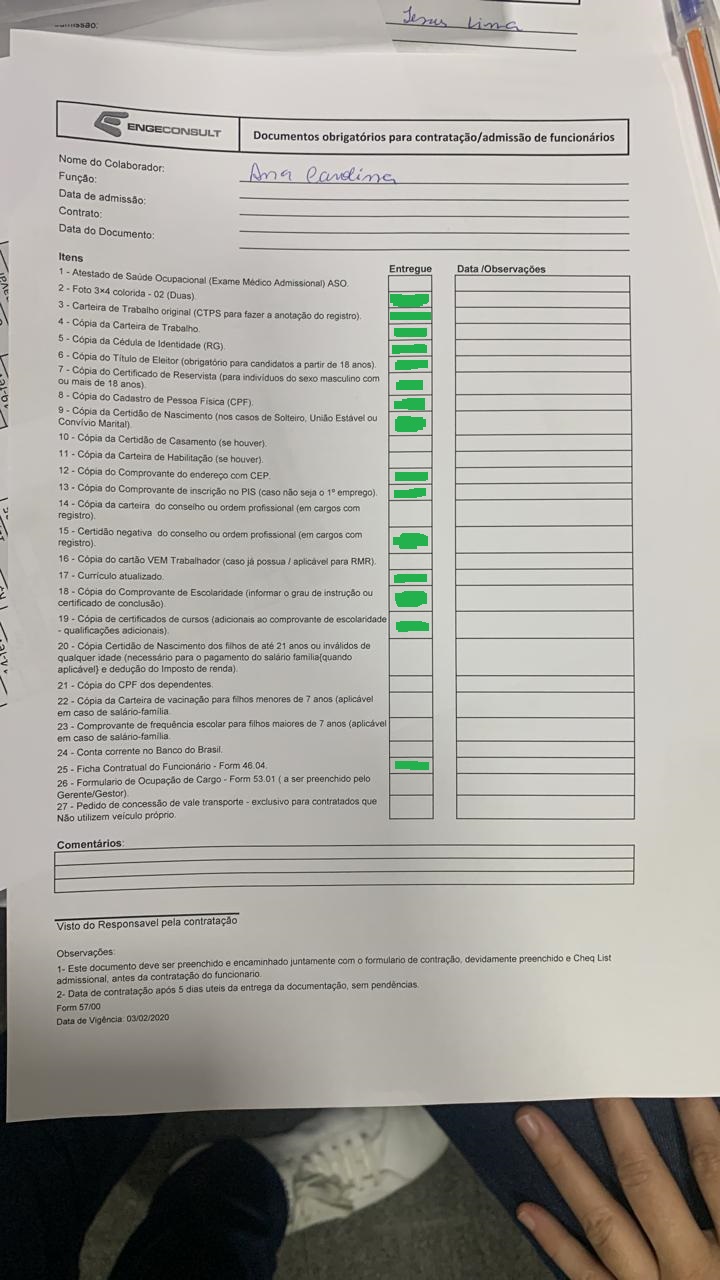 Jesus Lima
ENGECONSULT
Documentos obrigatórios para contratação/admissão de funcionários
Nome do Colaborador:
Ana Carolina
Função:
Data de admissão:
Contrato:
Data do Documento:
Itens
Entregue
Data /Observações
1 - Atestado de Saúde Ocupacional (Exame Médico Admissional) ASO.
2 - Foto 3×4 colorida - 02 (Duas).
3 - Carteira de Trabalho original (CTPS para fazer a anotação do registro).
4 - Cópia da Carteira de Trabalho.
5 - Cópia da Cédula de Identidade (RG).
6 - Cópia do Título de Eleitor (obrigatório para candidatos a partir de 18 anos).
7 - Cópia do Certificado de Reservista (para indivíduos do sexo masculino com
ou mais de 18 anos).
8 - Cópia do Cadastro de Pessoa Física (CPF).
9 - Cópia da Certidão de Nascimento (nos casos de Solteiro, União Estável ou
Convívio Marital).
10 - Cópia da Certidão de Casamento (se houver).
11 - Cópia da Carteira de Habilitação (se houver).
12 - Cópia do Comprovante do endereço com CEP.
13 - Cópia do Comprovante de inscrição no PIS (caso não seja o 1º emprego).
14 - Cópia da carteira do conselho ou ordem profissional (em cargos com
registro).
15 - Certidão negativa do conselho ou ordem profissional (em cargos com
registro).
16 - Cópia do cartão VEM Trabalhador (caso já possua / aplicável para RMR).
17 - Currículo atualizado.
18 - Cópia do Comprovante de Escolaridade (informar o grau de instrução ou
certificado de conclusão).
19 - Cópia de certificados de cursos (adicionais ao comprovante de escolaridade
- qualificações adicionais).
20 - Cópia Certidão de Nascimento dos filhos de até 21 anos ou inválidos de
qualquer idade (necessário para o pagamento do salário família{quando
aplicável} e dedução do Imposto de renda).
21 - Cópia do CPF dos dependentes.
22 - Cópia da Carteira de vacinação para filhos menores de 7 anos (aplicável
em caso de salário-família.
23 - Comprovante de frequência escolar para filhos maiores de 7 anos (aplicável
em caso de salário-família.
24 - Conta corrente no Banco do Brasil.
25 - Ficha Contratual do Funcionário - Form 46.04.
26 - Formulario de Ocupação de Cargo - Form 53.01 ( a ser preenchido pelo
Gerente/Gestor).
27 - Pedido de concessão de vale transporte - exclusivo para contratados que
Não utilizem veículo próprio.
Comentários:
Visto do Responsavel pela contratação
Observações:
1- Este documento deve ser preenchido e encaminhado juntamente com o formulario de contração, devidamente preenchido e Cheq List
admissional, antes da contratação do funcionario.
2- Data de contratação após 5 dias uteis da entrega da documentação, sem pendências.
Form 57/00
Data de Vigência: 03/02/2020